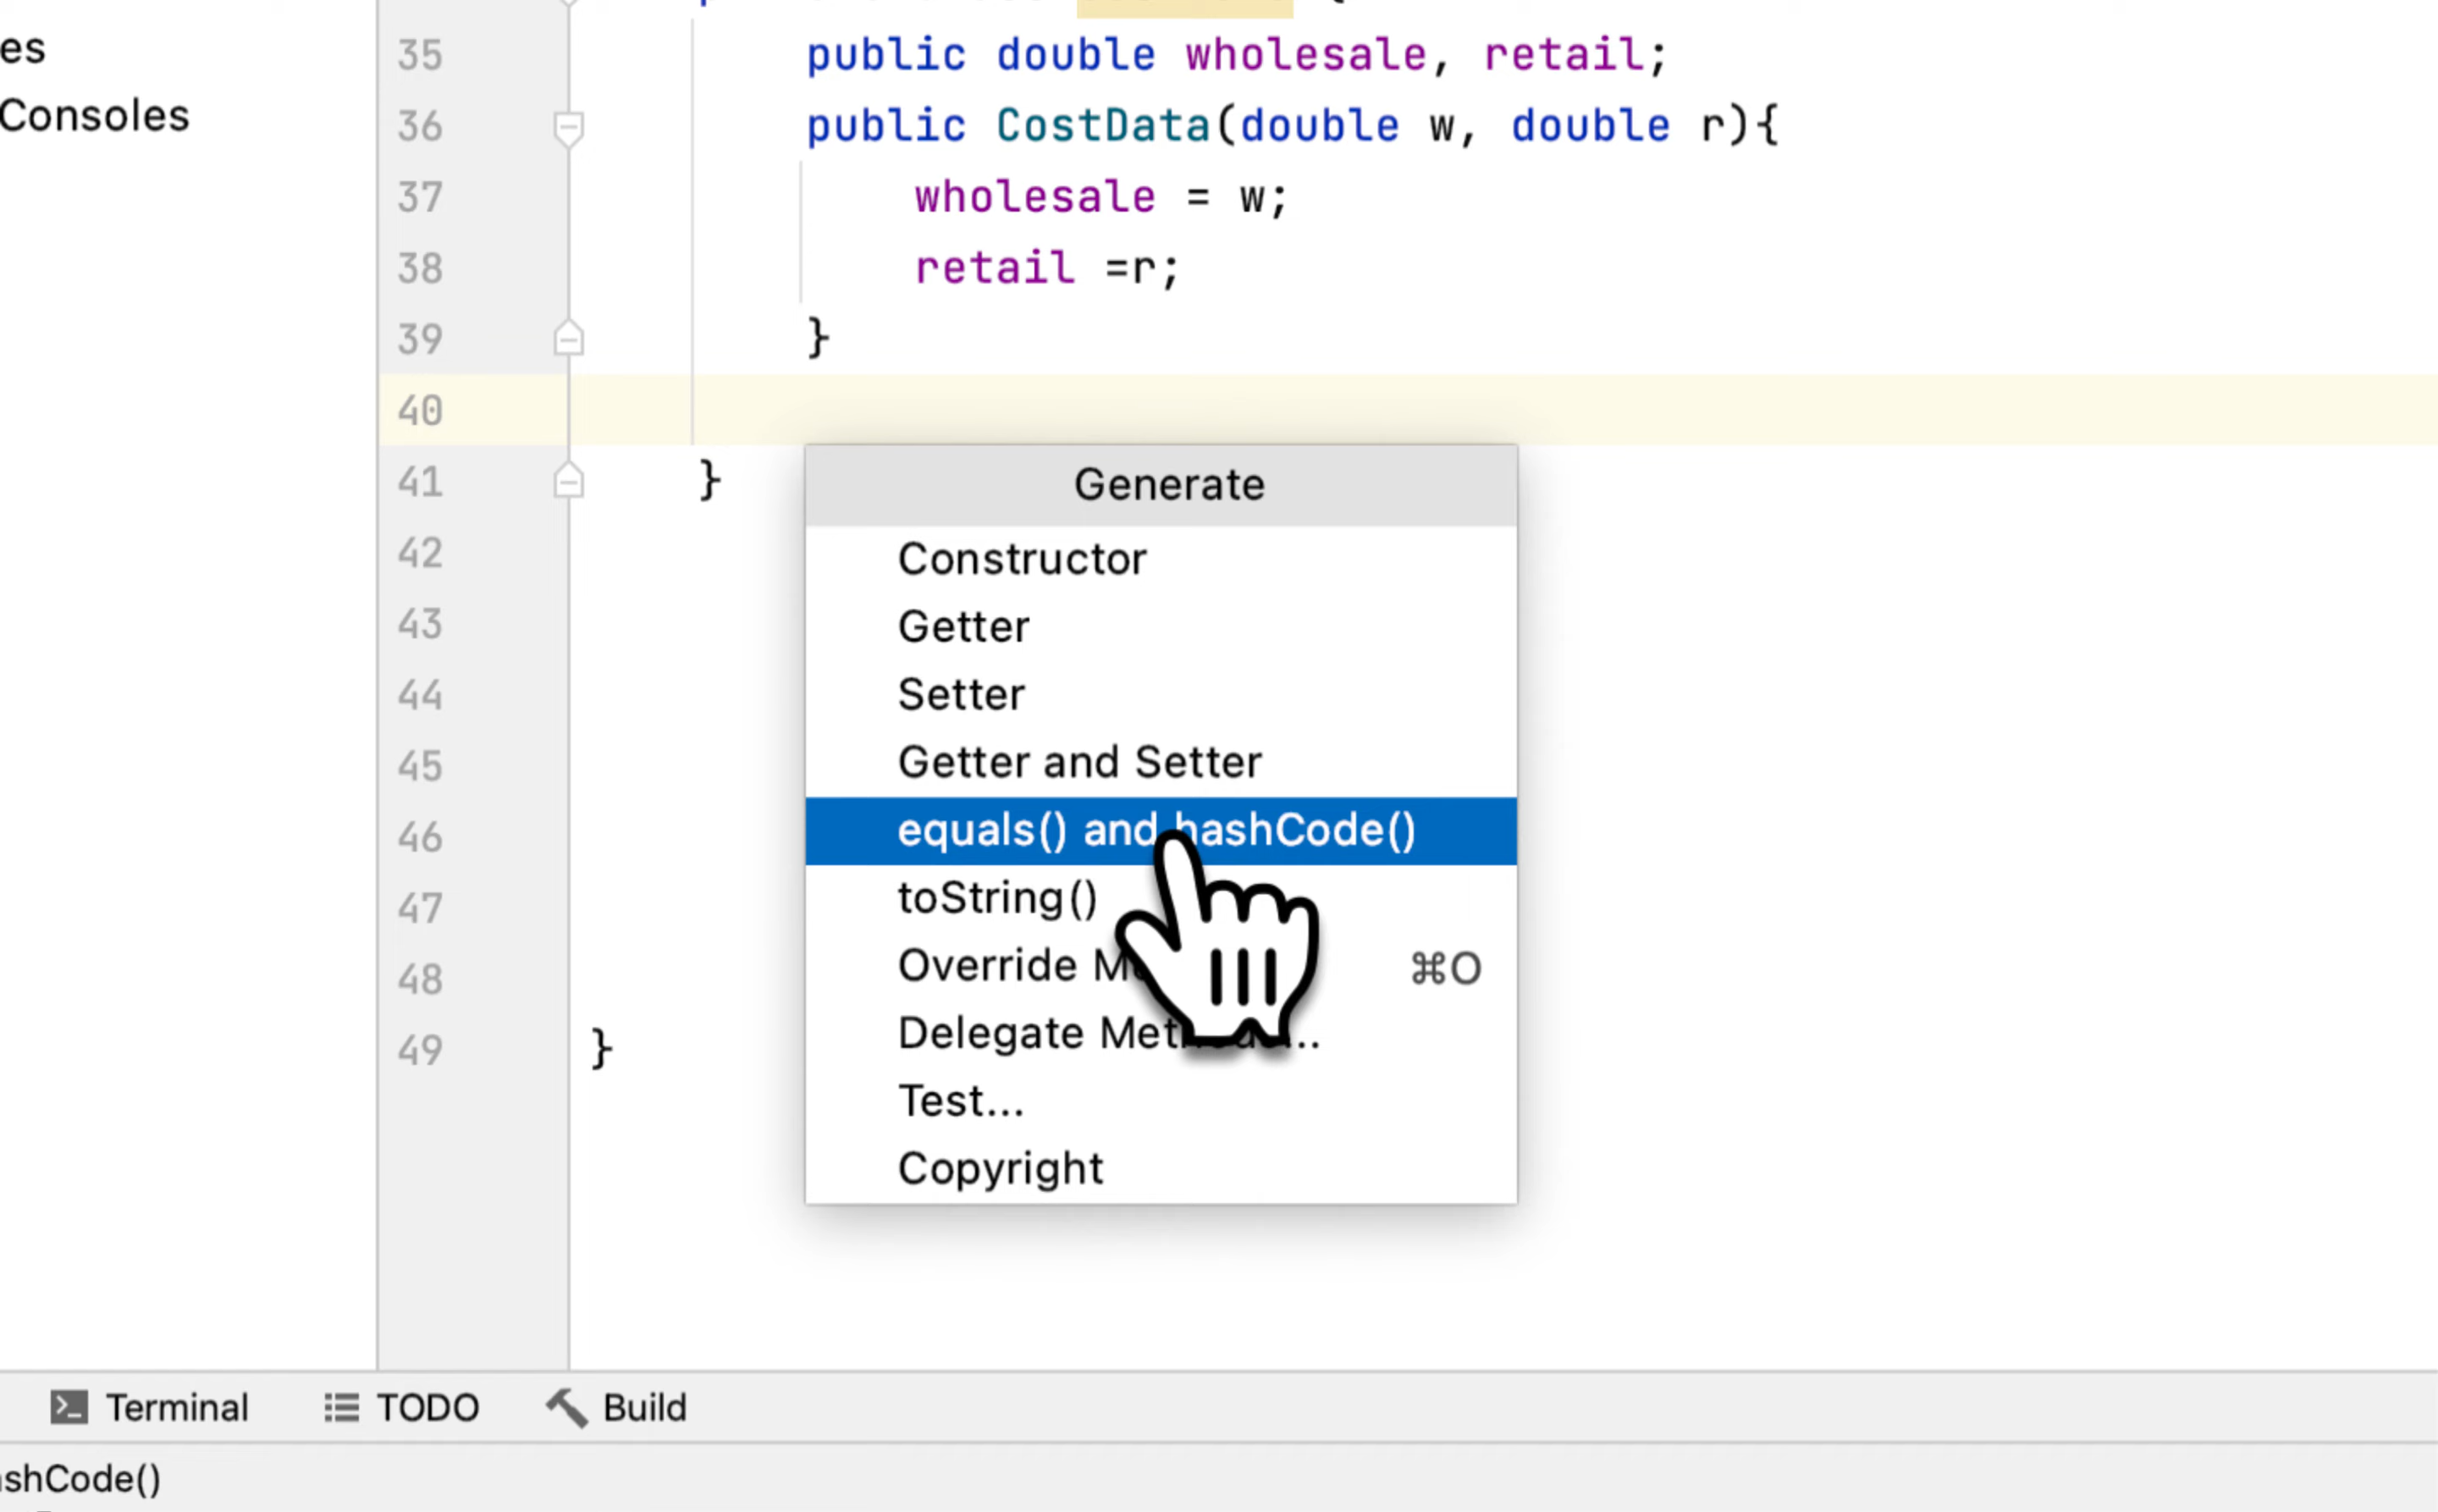 es
Consoles
35 public double wholesale, retail;
36 public CostData(double w, double r){
37 wholesale = w;
38 retail =r;
39 }
40
41 }
42
43
44
45
46
47
48
49 }
Generate
Constructor
Getter
Setter
Getter and Setter
equals() and hashCode()
toString()
Override ⌘O
Delegate
Test...
Copyright
Terminal TODO Build
shCode()